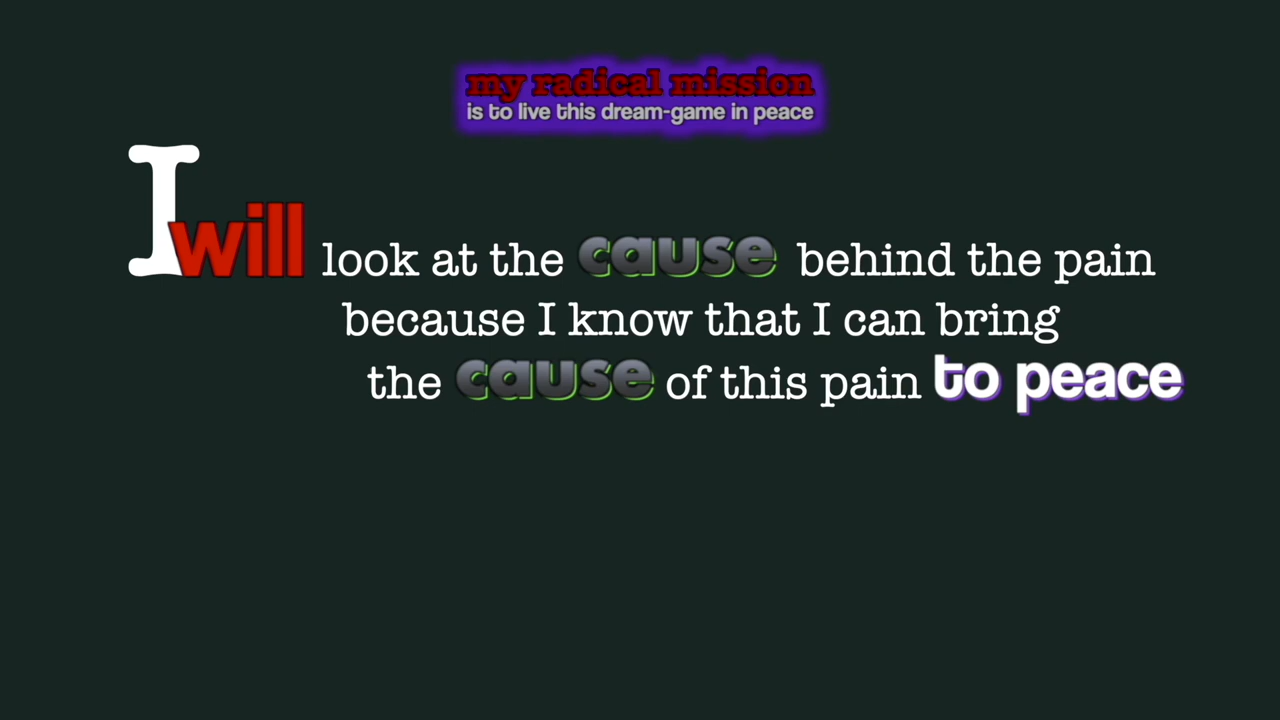 my radical mission
is to live this dream-game in peace
I will look at the cause behind the pain
because I know that I can bring
the cause of this pain to peace